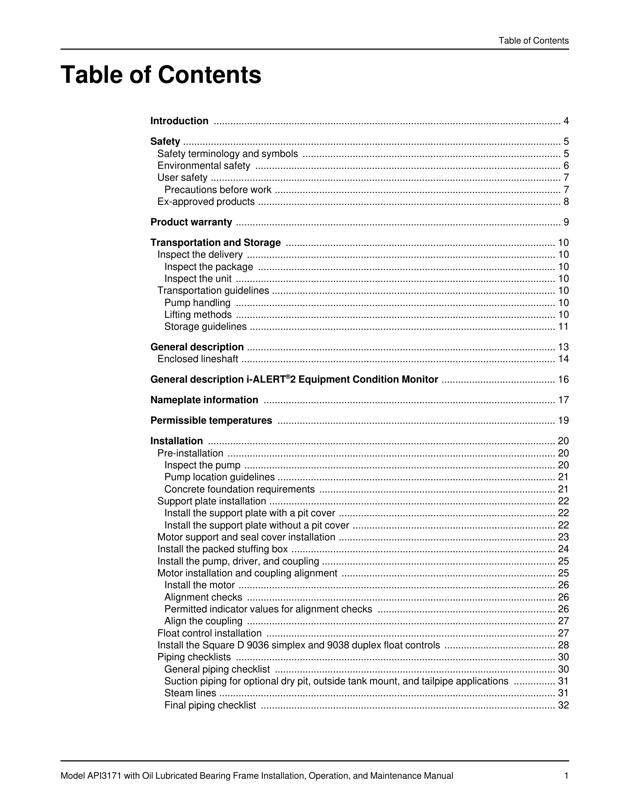 Table of Contents
Table of Contents
Introduction ........................................................ 4
Safety ........................................................ 5
Safety terminology and symbols ........................................................ 5
Environmental safety ........................................................ 6
User safety ........................................................ 7
Precautions before work ........................................................ 7
Ex-approved products ........................................................ 8
Product warranty ........................................................ 9
Transportation and Storage ........................................................ 10
Inspect the delivery ........................................................ 10
Inspect the package ........................................................ 10
Inspect the unit ........................................................ 10
Transportation guidelines ........................................................ 10
Pump handling ........................................................ 10
Lifting methods ........................................................ 10
Storage guidelines ........................................................ 11
General description ........................................................ 13
Enclosed lineshaft ........................................................ 14
General description i-ALERT®2 Equipment Condition Monitor ........................................ 16
Nameplate information ........................................................ 17
Permissible temperatures ........................................................ 19
Installation ........................................................ 20
Pre-installation ........................................................ 20
Inspect the pump ........................................................ 20
Pump location guidelines ........................................................ 21
Concrete foundation requirements ........................................................ 21
Support plate installation ........................................................ 22
Install the support plate with a pit cover ........................................................ 22
Install the support plate without a pit cover ........................................................ 22
Motor support and seal cover installation ........................................................ 23
Install the packed stuffing box ........................................................ 24
Install the pump, driver, and coupling ........................................................ 25
Motor installation and coupling alignment ........................................................ 25
Install the motor ........................................................ 26
Alignment checks ........................................................ 26
Permitted indicator values for alignment checks ........................................................ 26
Align the coupling ........................................................ 27
Float control installation ........................................................ 27
Install the Square D 9036 simplex and 9038 duplex float controls ........................................ 28
Piping checklists ........................................................ 30
General piping checklist ........................................................ 30
Suction piping for optional dry pit, outside tank mount, and tailpipe applications ............... 31
Steam lines ........................................................ 31
Final piping checklist ........................................................ 32
Model API3171 with Oil Lubricated Bearing Frame Installation, Operation, and Maintenance Manual 1